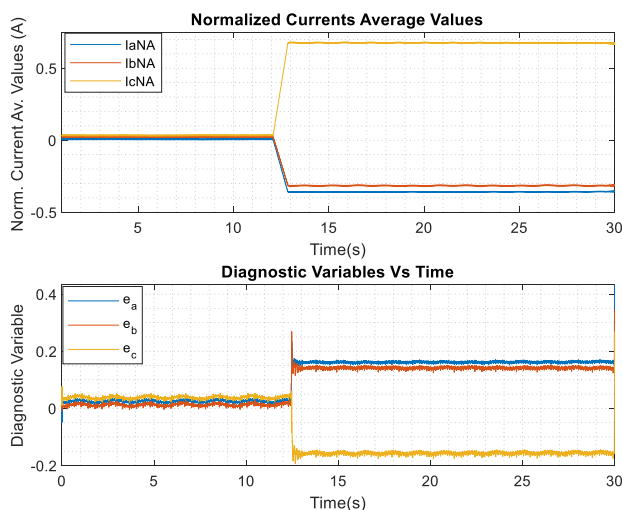 Normalized Currents Average Values
Norm. Current Av. Values (A)
0.5
0
-0.5
IaNA
IbNA
IcNA
5 10 15 20 25 30
Time(s)
Diagnostic Variables Vs Time
Diagnostic Variable
0.4
0.2
0
-0.2
e_a
e_b
e_c
0 5 10 15 20 25 30
Time(s)